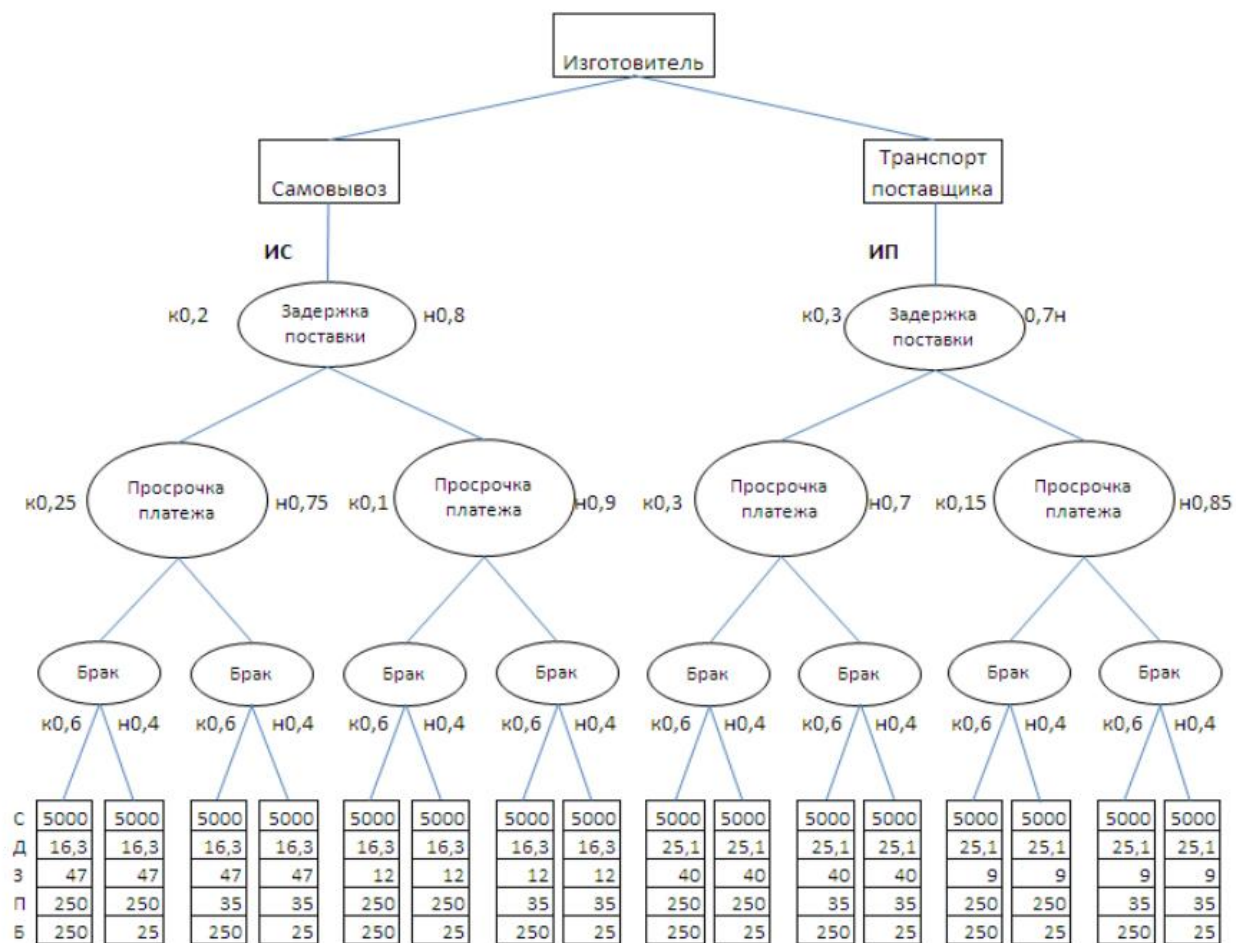 Изготовитель
Самовывоз
Транспорт
поставщика
ИС
ИП
к0,2
Задержка
поставки
н0,8
к0,3
Задержка
поставки
0,7н
к0,25
Просрочка
платежа
н0,75
к0,1
Просрочка
платежа
н0,9
к0,3
Просрочка
платежа
н0,7
к0,15
Просрочка
платежа
н0,85
Брак Брак Брак Брак Брак Брак Брак Брак
к0,6 н0,4 к0,6 н0,4 к0,6 н0,4 к0,6 н0,4 к0,6 н0,4 к0,6 н0,4 к0,6 н0,4 к0,6 н0,4
С 5000 5000 5000 5000 5000 5000 5000 5000 5000 5000 5000 5000 5000 5000 5000 5000
Д 16,3 16,3 16,3 16,3 16,3 16,3 16,3 16,3 25,1 25,1 25,1 25,1 25,1 25,1 25,1 25,1
З 47 47 47 47 12 12 12 12 40 40 40 40 9 9 9 9
П 250 250 35 35 250 250 35 35 250 250 35 35 250 250 35 35
Б 250 25 250 25 250 25 250 25 250 25 250 25 250 25 250 25